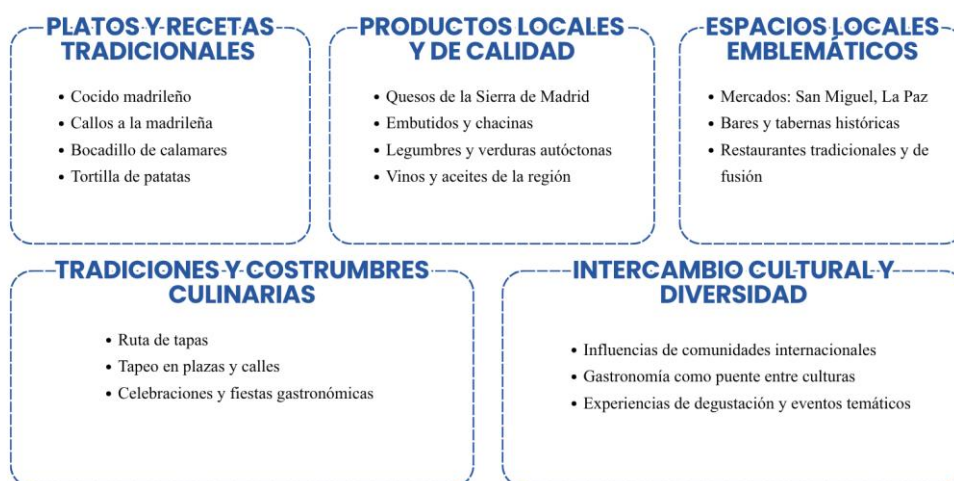 PLATOS Y RECETAS
TRADICIONALES
• Cocido madrileño
• Callos a la madrileña
• Bocadillo de calamares
• Tortilla de patatas
PRODUCTOS LOCALES
Y DE CALIDAD
• Quesos de la Sierra de Madrid
• Embutidos y chacinas
• Legumbres y verduras autóctonas
• Vinos y aceites de la región
ESPACIOS LOCALES
EMBLEMÁTICOS
• Mercados: San Miguel, La Paz
• Bares y tabernas históricas
• Restaurantes tradicionales y de
fusión
TRADICIONES Y COSTRUMBRES
CULINARIAS
• Ruta de tapas
• Tapeo en plazas y calles
• Celebraciones y fiestas gastronómicas
INTERCAMBIO CULTURAL Y
DIVERSIDAD
• Influencias de comunidades internacionales
• Gastronomía como puente entre culturas
• Experiencias de degustación y eventos temáticos